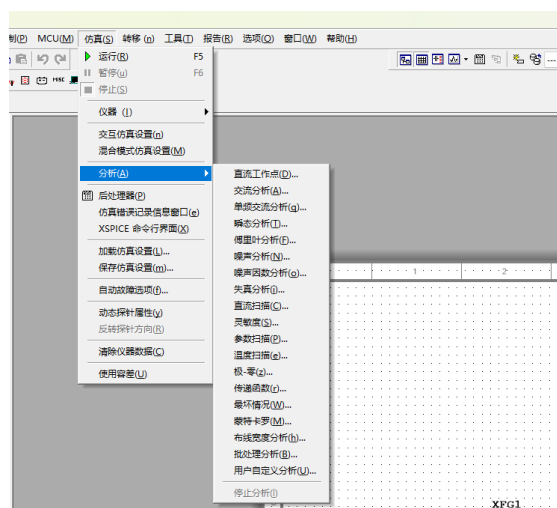 制(P) MCU(M) 仿真(S) 转移 (n) 工具(T) 报告(R) 选项(O) 窗口(W) 帮助(H)
运行(R) F5
暂停(u) F6
停止(S)
仪器 (I)
交互仿真设置(n)
混合模式仿真设置(M)
分析(A)
后处理器(P)
仿真错误记录信息窗口(e)
XSPICE 命令行界面(X)
加载仿真设置(L)...
保存仿真设置(m)...
自动故障选项(f)...
动态探针属性(y)
反转探针方向(R)
清除仪器数据(C)
使用容差(U)
直流工作点(D)...
交流分析(A)...
单频交流分析(q)...
瞬态分析(T)...
傅里叶分析(F)...
噪声分析(N)...
噪声因数分析(o)...
失真分析(i)...
直流扫描(C)...
灵敏度(S)...
参数扫描(P)...
温度扫描(e)...
极-零(z)...
传递函数(r)...
最坏情况(W)...
蒙特卡罗(M)...
布线宽度分析(h)...
批处理分析(B)...
用户自定义分析(U)...
停止分析(l)
1 2
XFG1